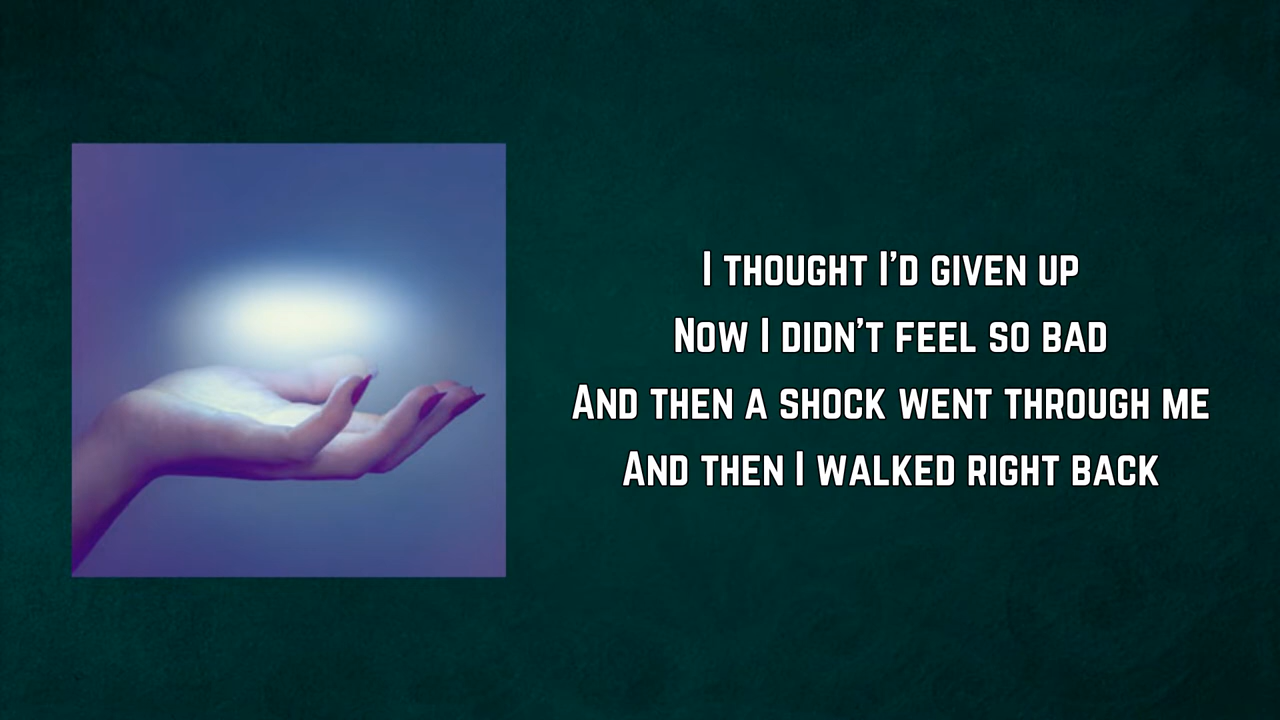 I thought I'd given up
Now I didn't feel so bad
And then a shock went through me
And then I walked right back